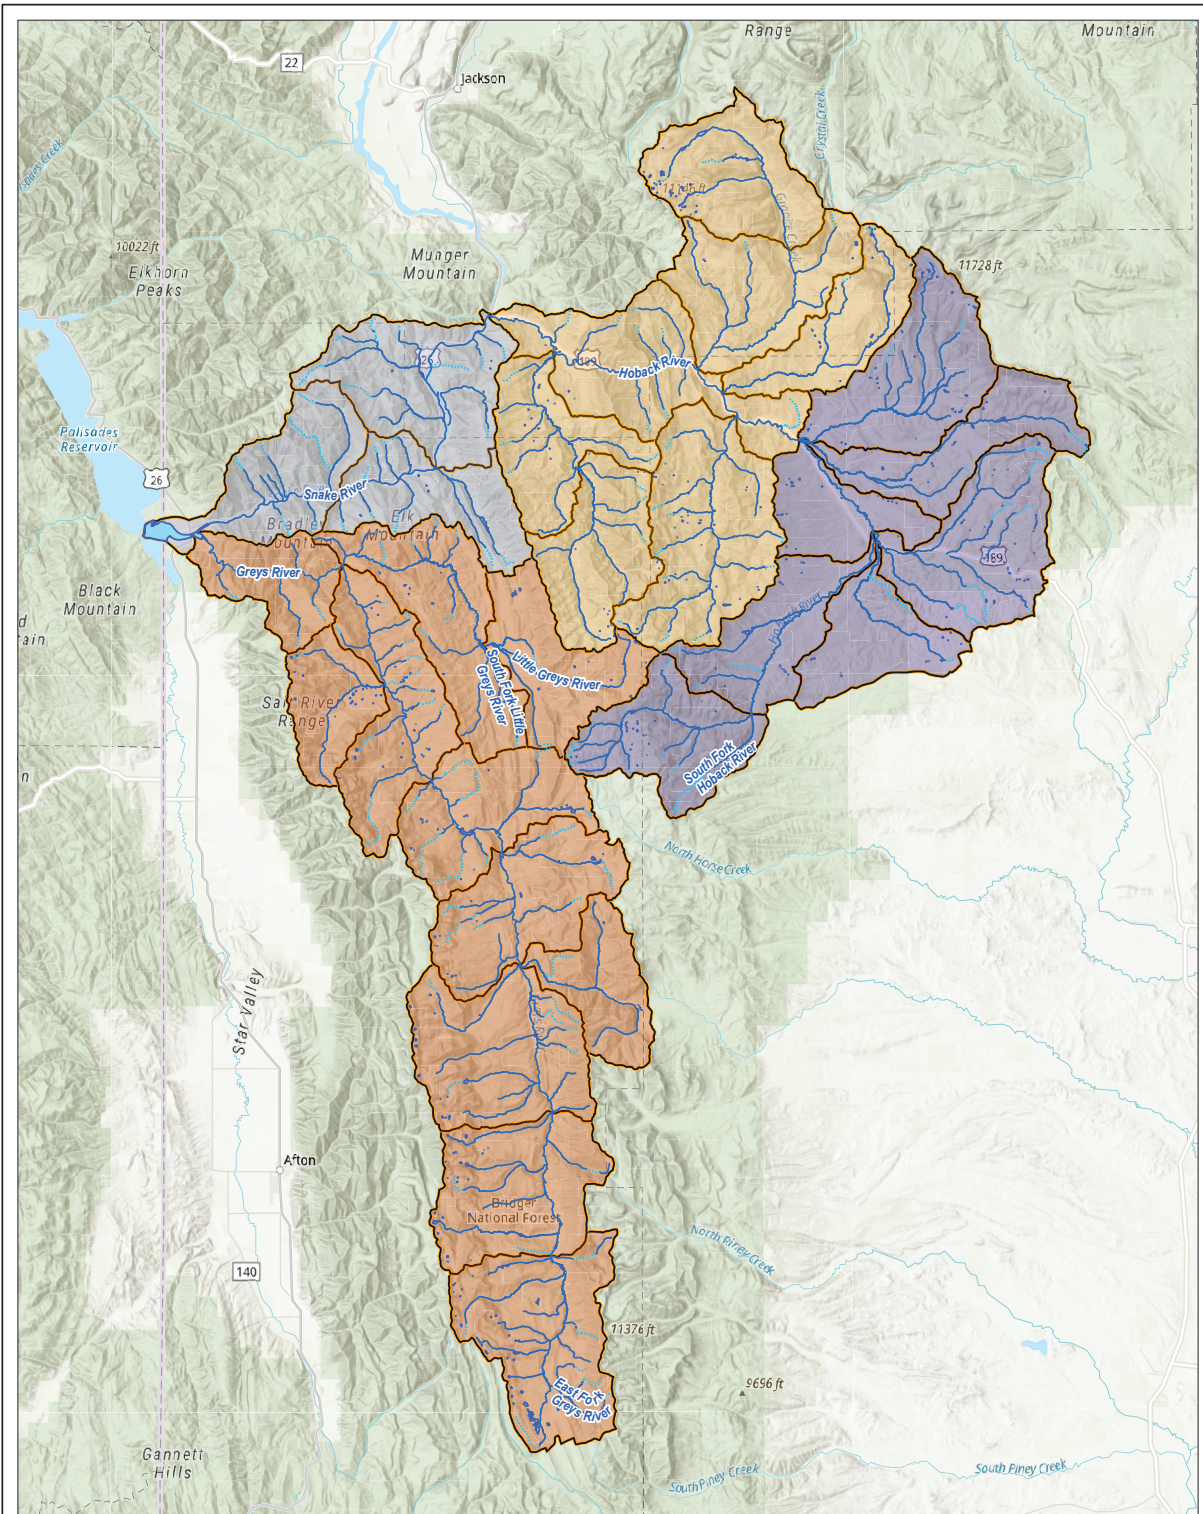 Range
Mountain
22
Jackson
Crystal Creek
11728 ft
10022 ft
Elkhorn
Peaks
Munger
Mountain
26
189
Hoback River
Palisades
Reservoir
26
Snake River
Bradley
Mountain
Elk
Mountain
189
Greys River
Black
Mountain
Hoback River
Little Greys River
South Fork Little
Greys River
Salt River
Range
South Fork
Hoback River
North Horse Creek
Star Valley
Afton
Bridger
National Forest
North Piney Creek
140
11376 ft
East Fork
Greys River
9696 ft
Gannett
Hills
South Piney Creek
South Piney Creek